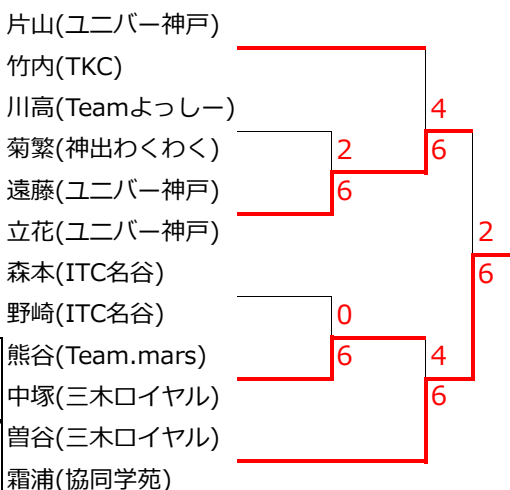 片山(ユニバー神戸)
竹内(TKC)
川高(Teamよっしー)
4
菊繁(神出わくわく)
2
6
遠藤(ユニバー神戸)
6
立花(ユニバー神戸)
2
森本(ITC名谷)
6
野崎(ITC名谷)
0
熊谷(Team.mars)
6
4
中塚(三木ロイヤル)
6
曽谷(三木ロイヤル)
霜浦(協同学苑)